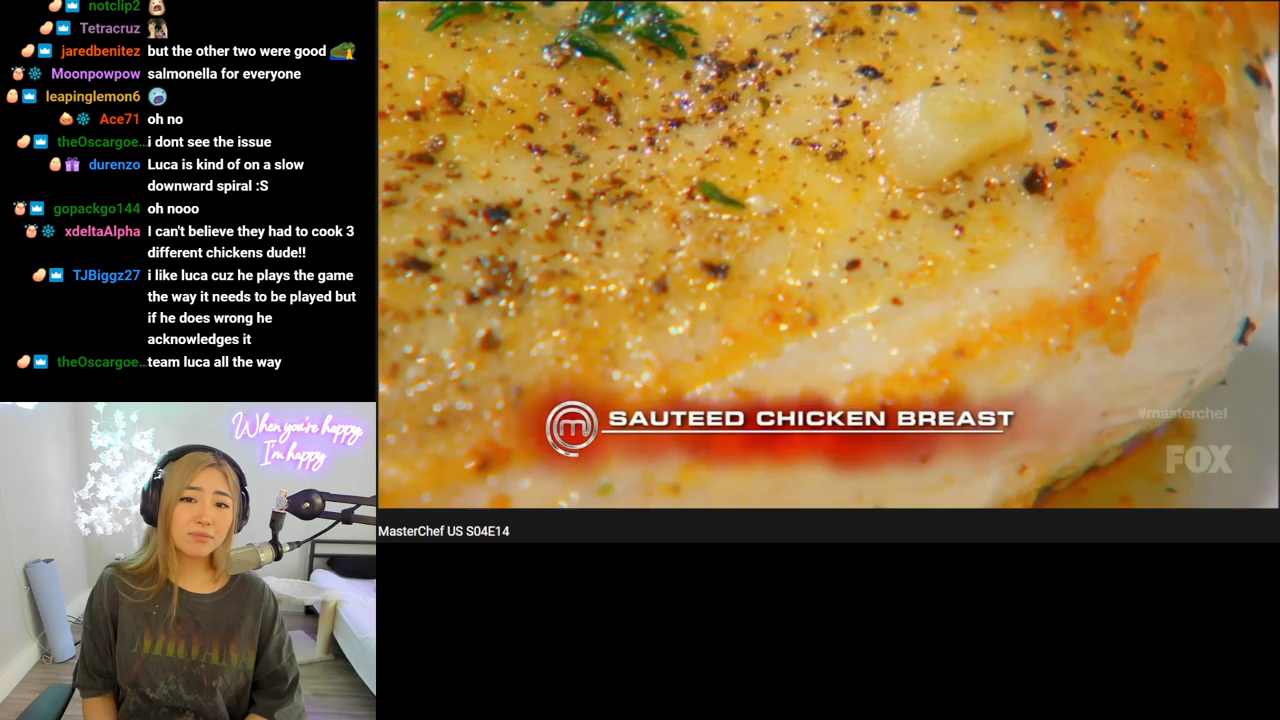 notclip2
Tetracruz
jaredbenitez but the other two were good
Moonpowpow salmonella for everyone
leapinglemon6
Ace71 oh no
theOscargoe... i dont see the issue
durenzo Luca is kind of on a slow
downward spiral :S
gopackgo144 oh nooo
xdeltaAlpha I can't believe they had to cook 3
different chickens dude!!
TJBiggz27 i like luca cuz he plays the game
the way it needs to be played but
if he does wrong he
acknowledges it
theOscargoe... team luca all the way
When you're happy
I'm happy
NIRVANA
m SAUTEED CHICKEN BREAST
#masterchef
FOX
MasterChef US S04E14